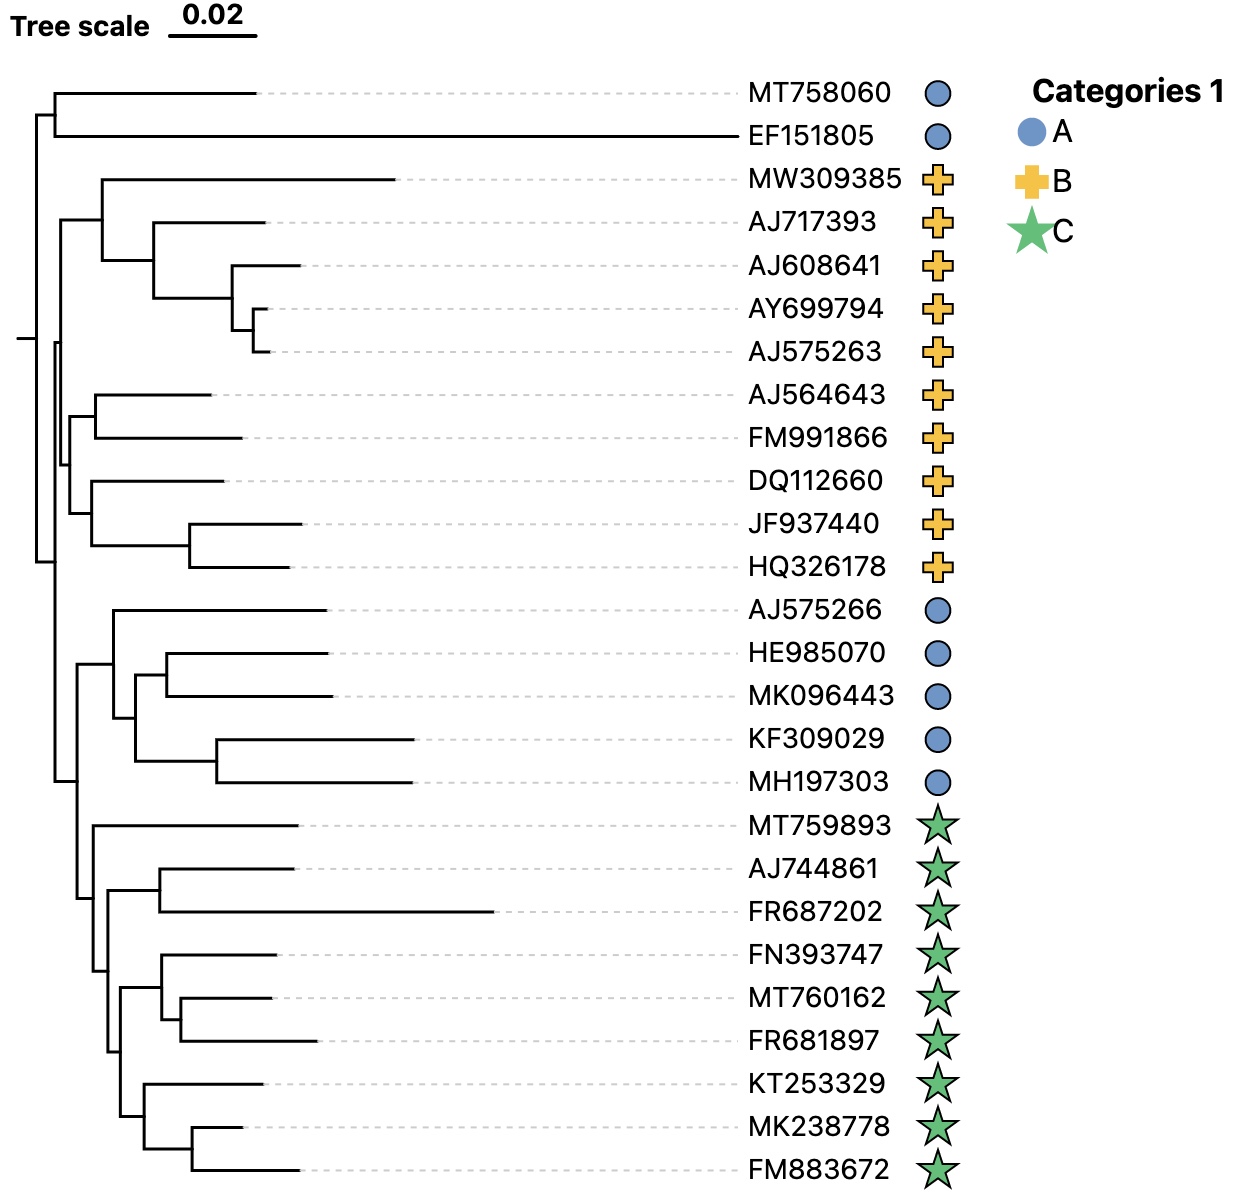 Tree scale 0.02
Categories 1
A
B
C
MT758060
EF151805
MW309385
AJ717393
AJ608641
AY699794
AJ575263
AJ564643
FM991866
DQ112660
JF937440
HQ326178
AJ575266
HE985070
MK096443
KF309029
MH197303
MT759893
AJ744861
FR687202
FN393747
MT760162
FR681897
KT253329
MK238778
FM883672